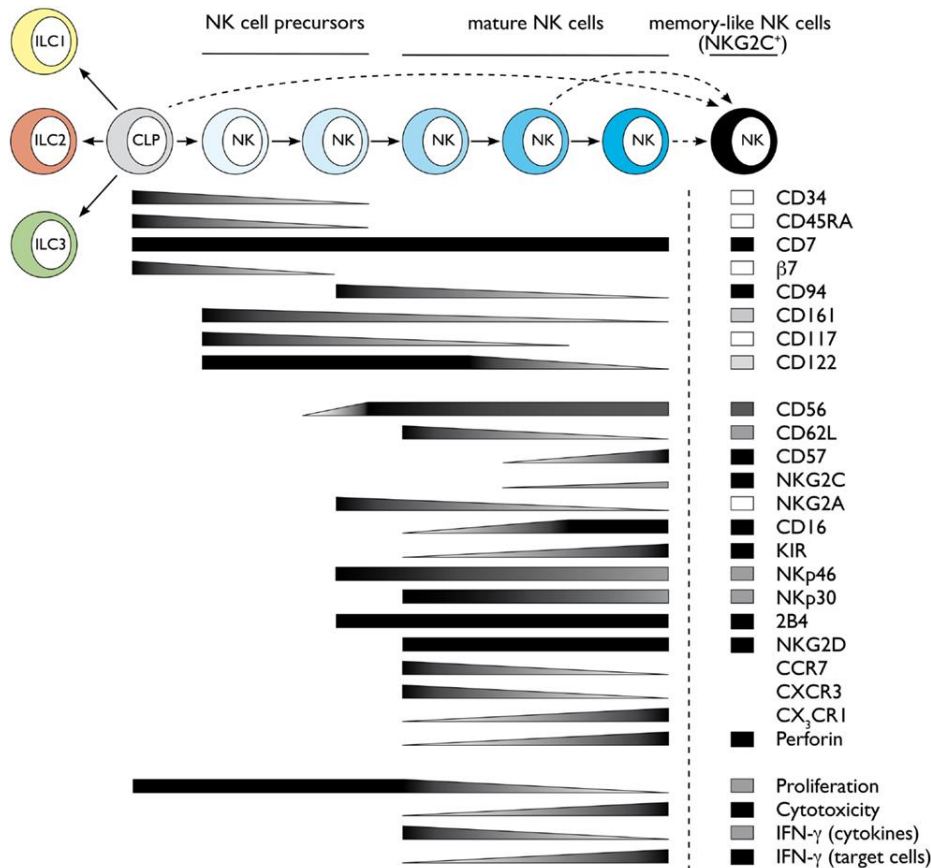 NK cell precursors
mature NK cells
memory-like NK cells
(NKG2C⁺)
ILC1
ILC2
CLP
NK
NK
NK
NK
NK
NK
ILC3
CD34
CD45RA
CD7
β7
CD94
CD161
CD117
CD122
CD56
CD62L
CD57
NKG2C
NKG2A
CD16
KIR
NKp46
NKp30
2B4
NKG2D
CCR7
CXCR3
CX₃CR1
Perforin
Proliferation
Cytotoxicity
IFN-γ (cytokines)
IFN-γ (target cells)